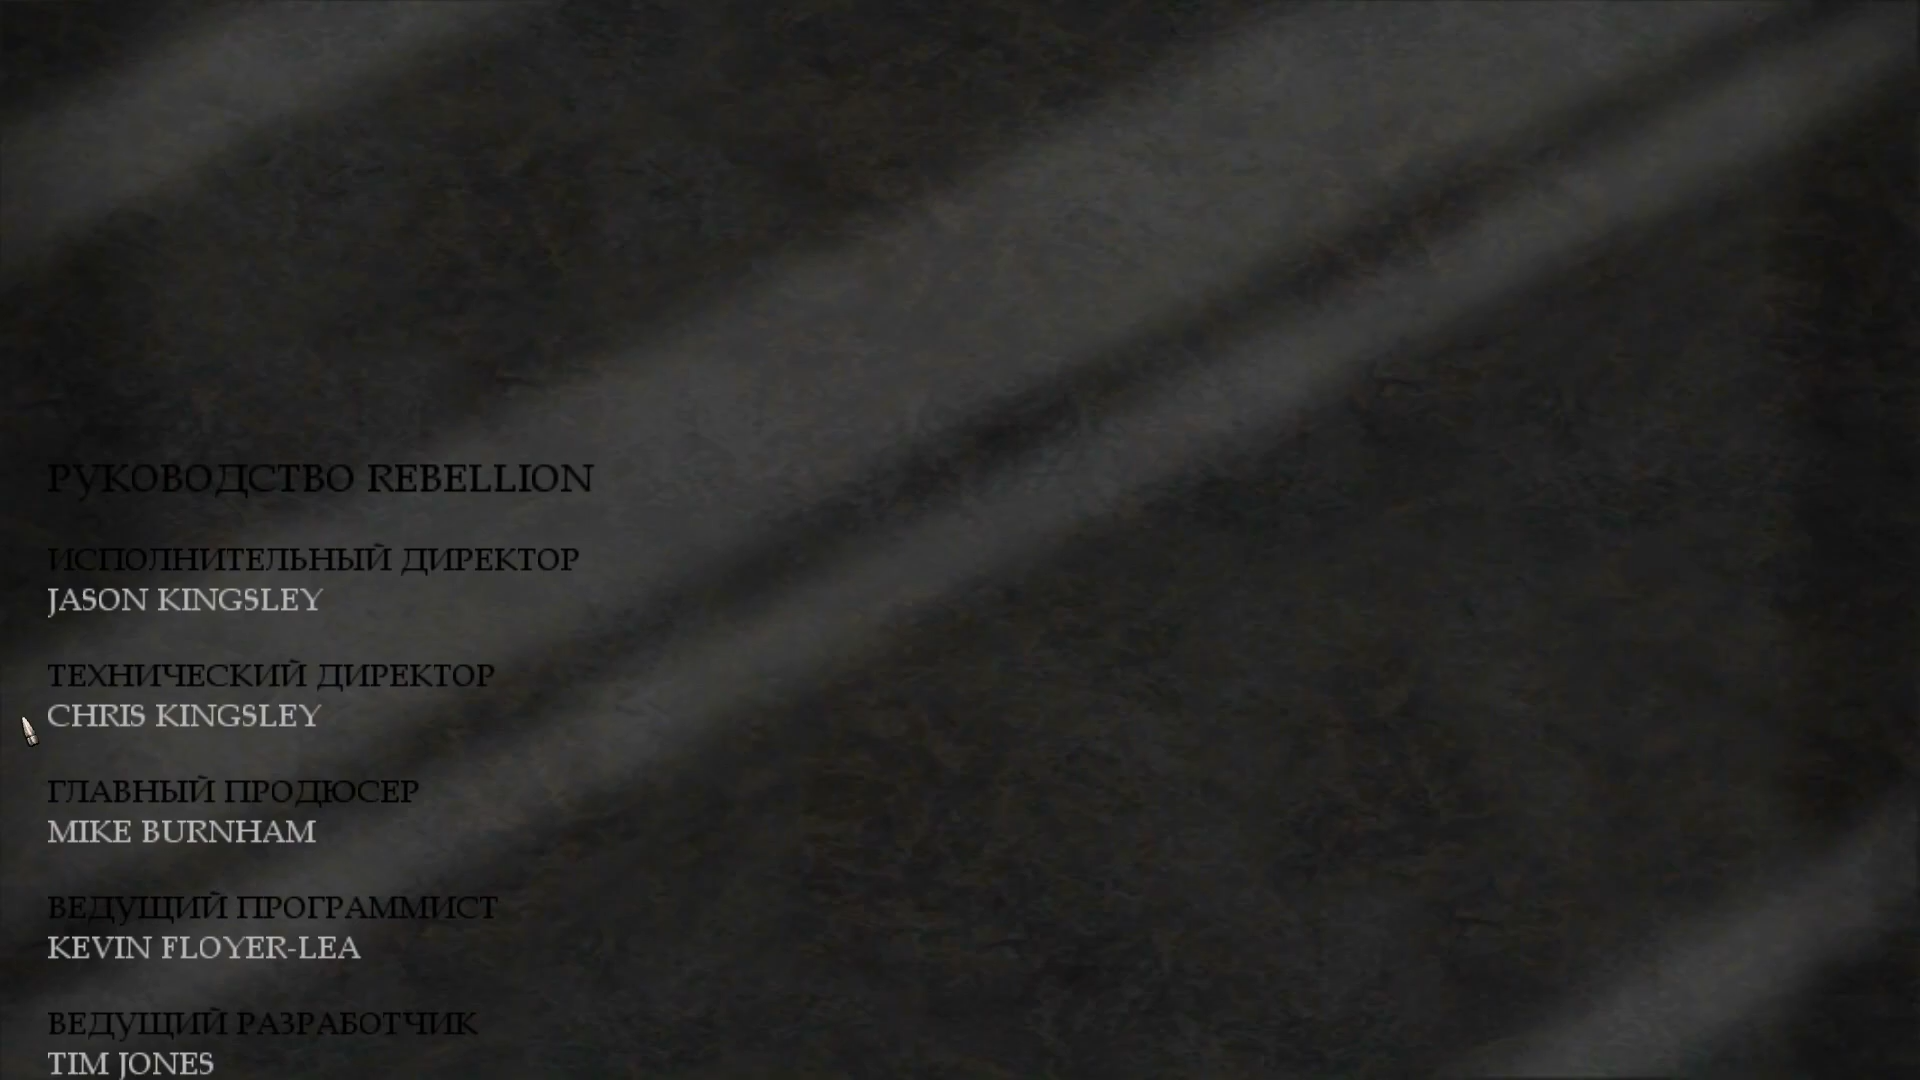 РУКОВОДСТВО REBELLION
ИСПОЛНИТЕЛЬНЫЙ ДИРЕКТОР
JASON KINGSLEY
ТЕХНИЧЕСКИЙ ДИРЕКТОР
CHRIS KINGSLEY
ГЛАВНЫЙ ПРОДЮСЕР
MIKE BURNHAM
ВЕДУЩИЙ ПРОГРАММИСТ
KEVIN FLOYER-LEA
ВЕДУЩИЙ РАЗРАБОТЧИК
TIM JONES